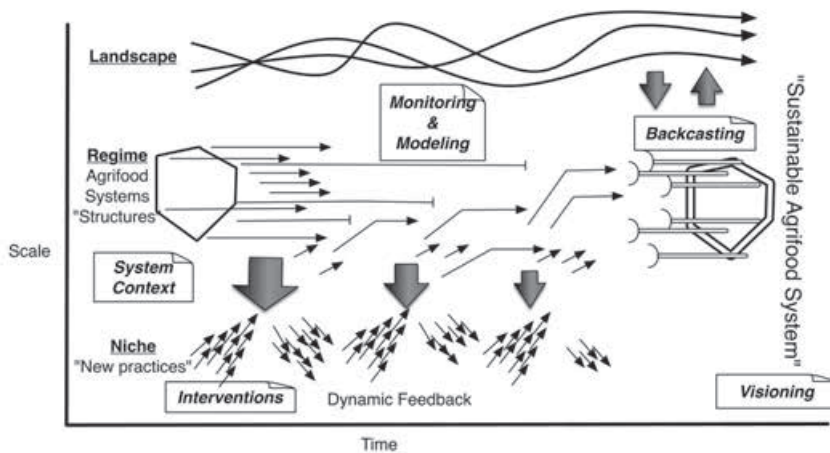 Landscape
Monitoring
&
Modeling
Backcasting
Regime
Agrifood
Systems
"Structures
Scale
System
Context
"Sustainable Agrifood System"
Niche
"New practices"
Interventions
Dynamic Feedback
Visioning
Time